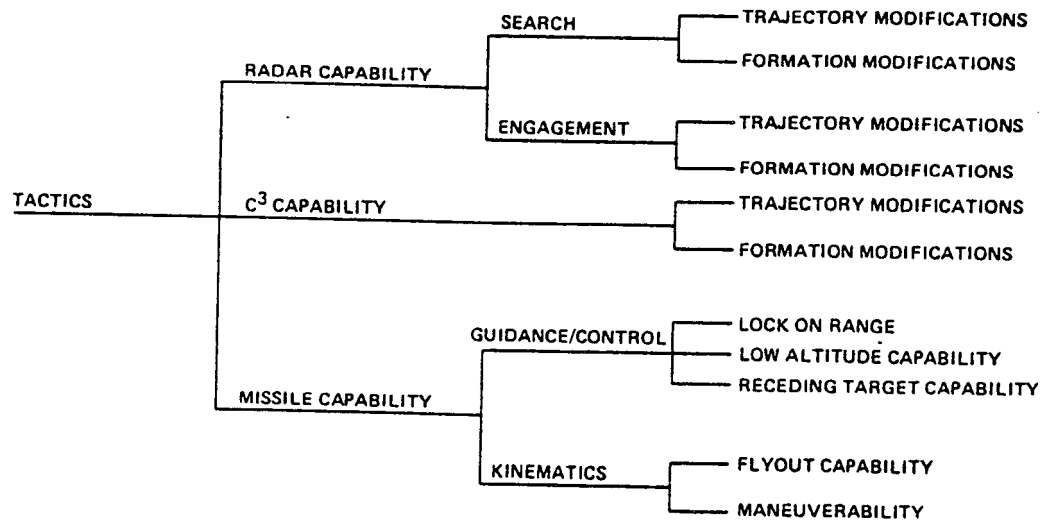 SEARCH
TRAJECTORY MODIFICATIONS
FORMATION MODIFICATIONS
RADAR CAPABILITY
ENGAGEMENT
TRAJECTORY MODIFICATIONS
FORMATION MODIFICATIONS
TACTICS
C³ CAPABILITY
TRAJECTORY MODIFICATIONS
FORMATION MODIFICATIONS
GUIDANCE/CONTROL
LOCK ON RANGE
LOW ALTITUDE CAPABILITY
RECEDING TARGET CAPABILITY
MISSILE CAPABILITY
KINEMATICS
FLYOUT CAPABILITY
MANEUVERABILITY